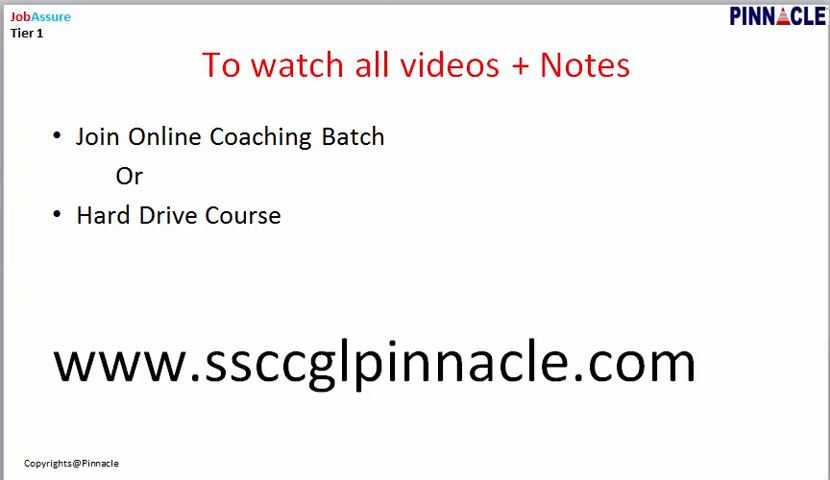 JobAssure
Tier 1
PINNACLE
To watch all videos + Notes
• Join Online Coaching Batch
Or
• Hard Drive Course
www.ssccglpinnacle.com
Copyrights@Pinnacle